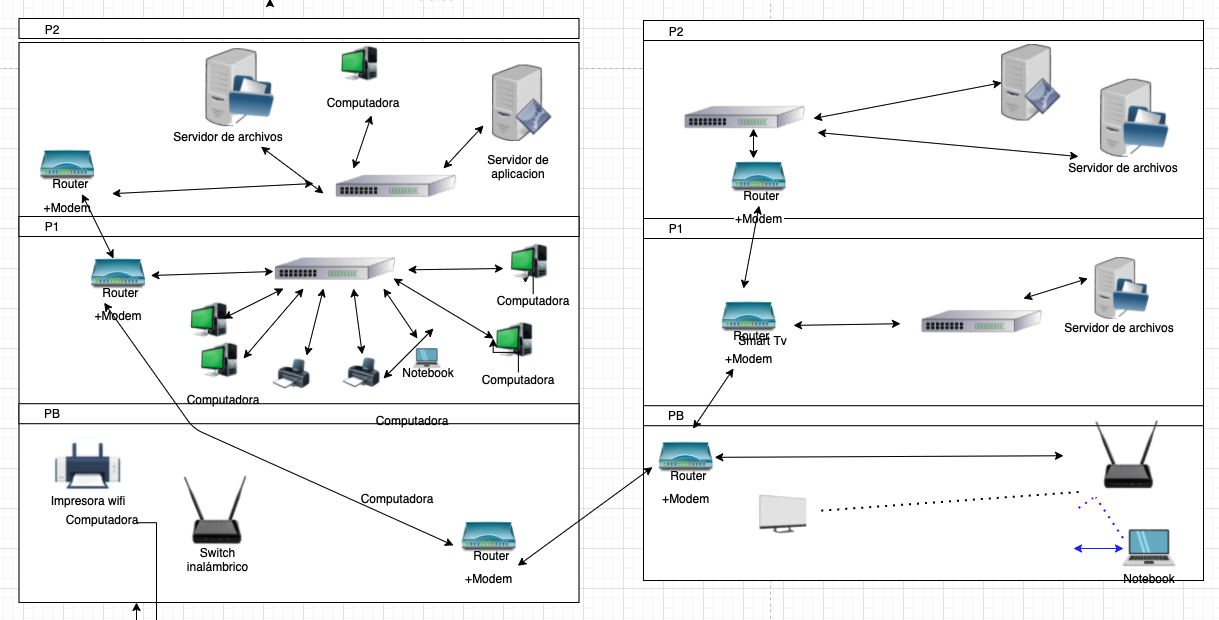 P2
Servidor de archivos
Computadora
Servidor de
aplicacion
Router
+Modem
P1
Router
+Modem
Computadora
Computadora
Notebook
Computadora
PB
Computadora
Impresora wifi
Computadora
Computadora
Switch
inalámbrico
Router
+Modem
P2
Servidor de archivos
Router
+Modem
P1
Router
Smart Tv
+Modem
Servidor de archivos
PB
Router
+Modem
Notebook